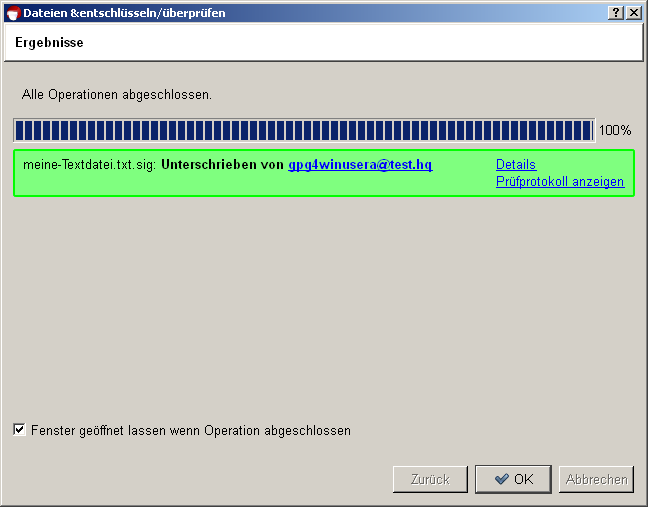 Dateien &entschlüsseln/überprüfen
Ergebnisse
Alle Operationen abgeschlossen.
100%
meine-Textdatei.txt.sig: Unterschrieben von gpg4winusera@test.hq Details
Prüfprotokoll anzeigen
Fenster geöffnet lassen wenn Operation abgeschlossen
Zurück OK Abbrechen